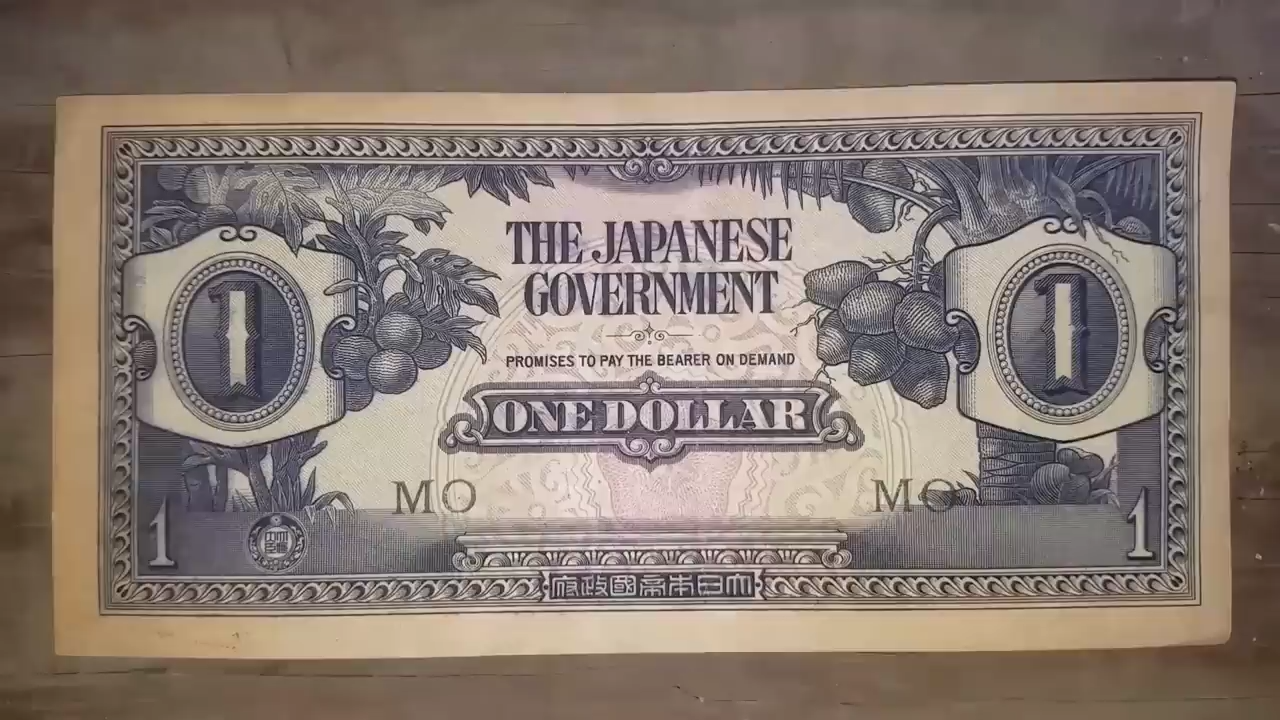 THE JAPANESE
GOVERNMENT
PROMISES TO PAY THE BEARER ON DEMAND
ONE DOLLAR
1
1
MO
MO
1
1
府政國帝本日大